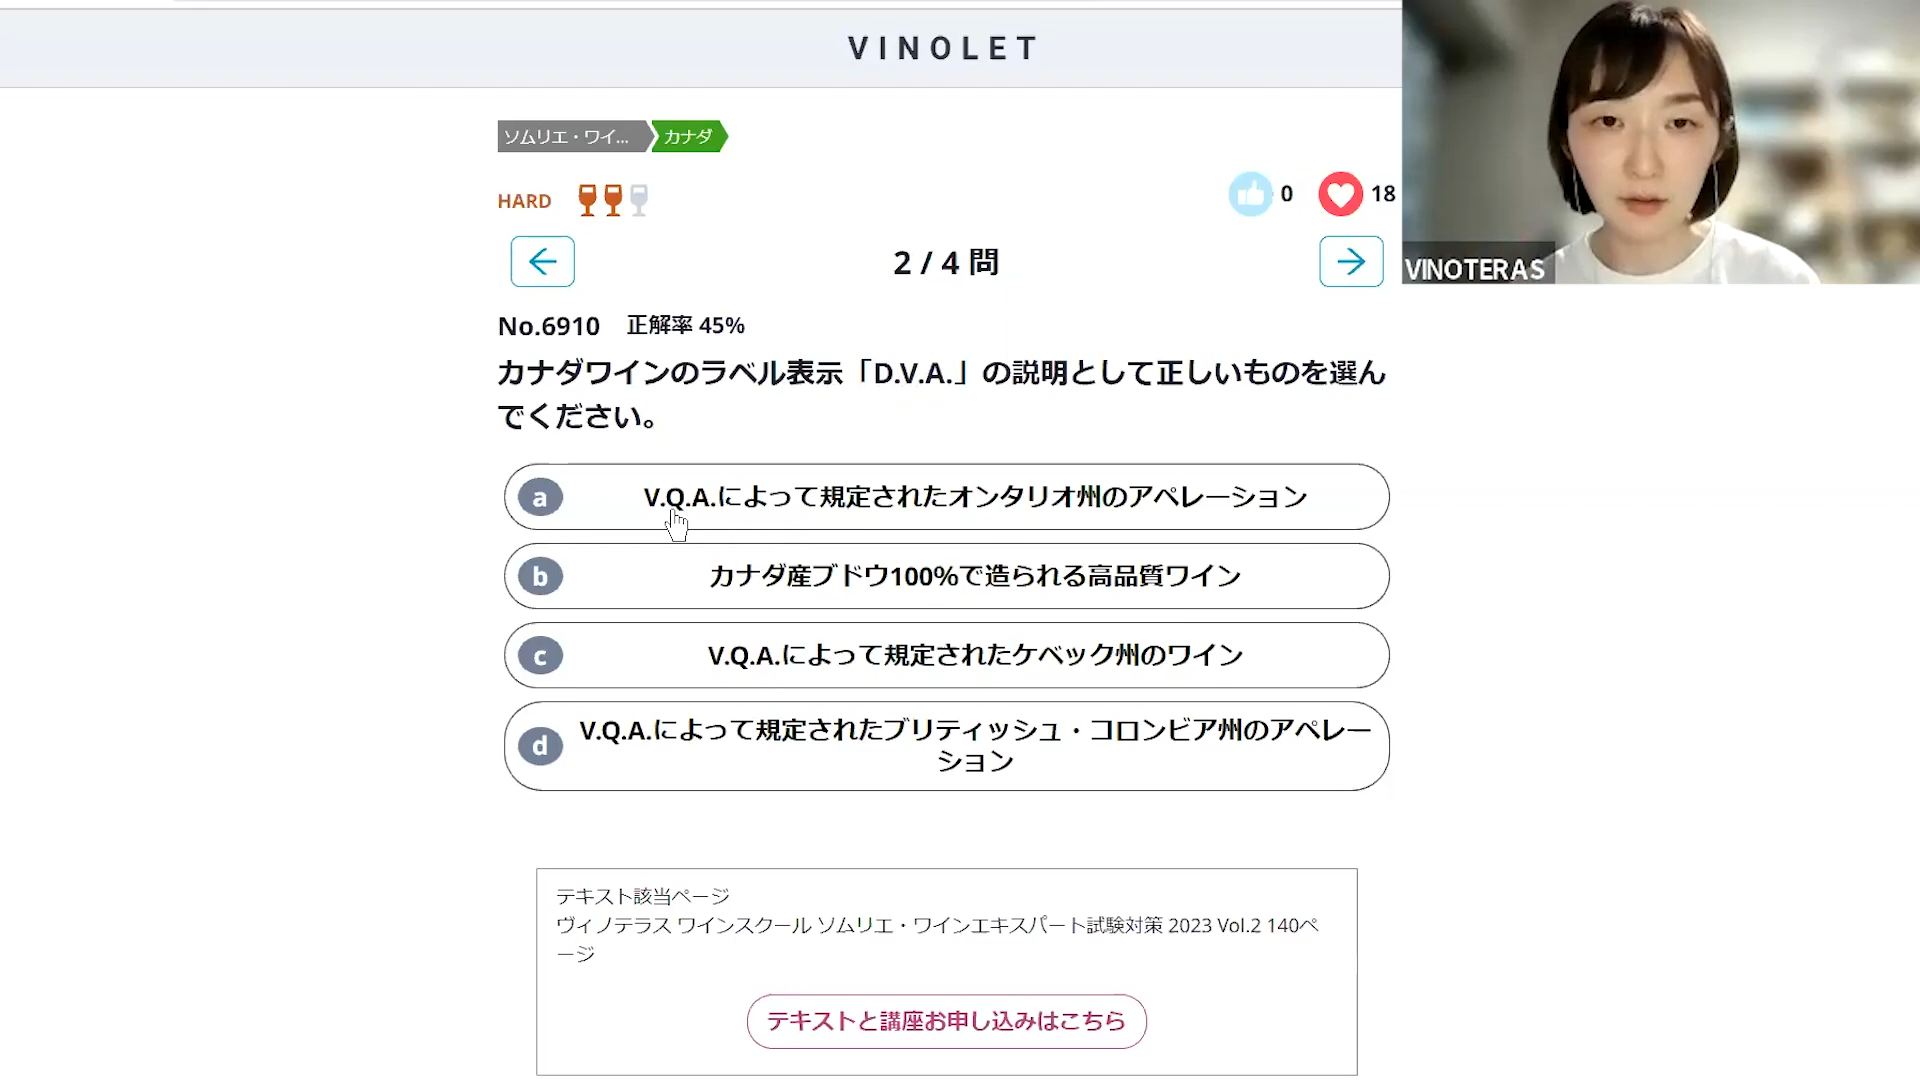 VINOLET
ソムリエ・ワイ...
カナダ
HARD
0
18
2 / 4 問
VINOTERAS
No.6910 正解率 45%
カナダワインのラベル表示「D.V.A.」の説明として正しいものを選ん
でください。
a V.Q.A.によって規定されたオンタリオ州のアペレーション
b カナダ産ブドウ100%で造られる高品質ワイン
c V.Q.A.によって規定されたケベック州のワイン
d V.Q.A.によって規定されたブリティッシュ・コロンビア州のアペレー
ション
テキスト該当ページ
ヴィノテラス ワインスクール ソムリエ・ワインエキスパート試験対策 2023 Vol.2 140ペ
ージ
テキストと講座お申し込みはこちら